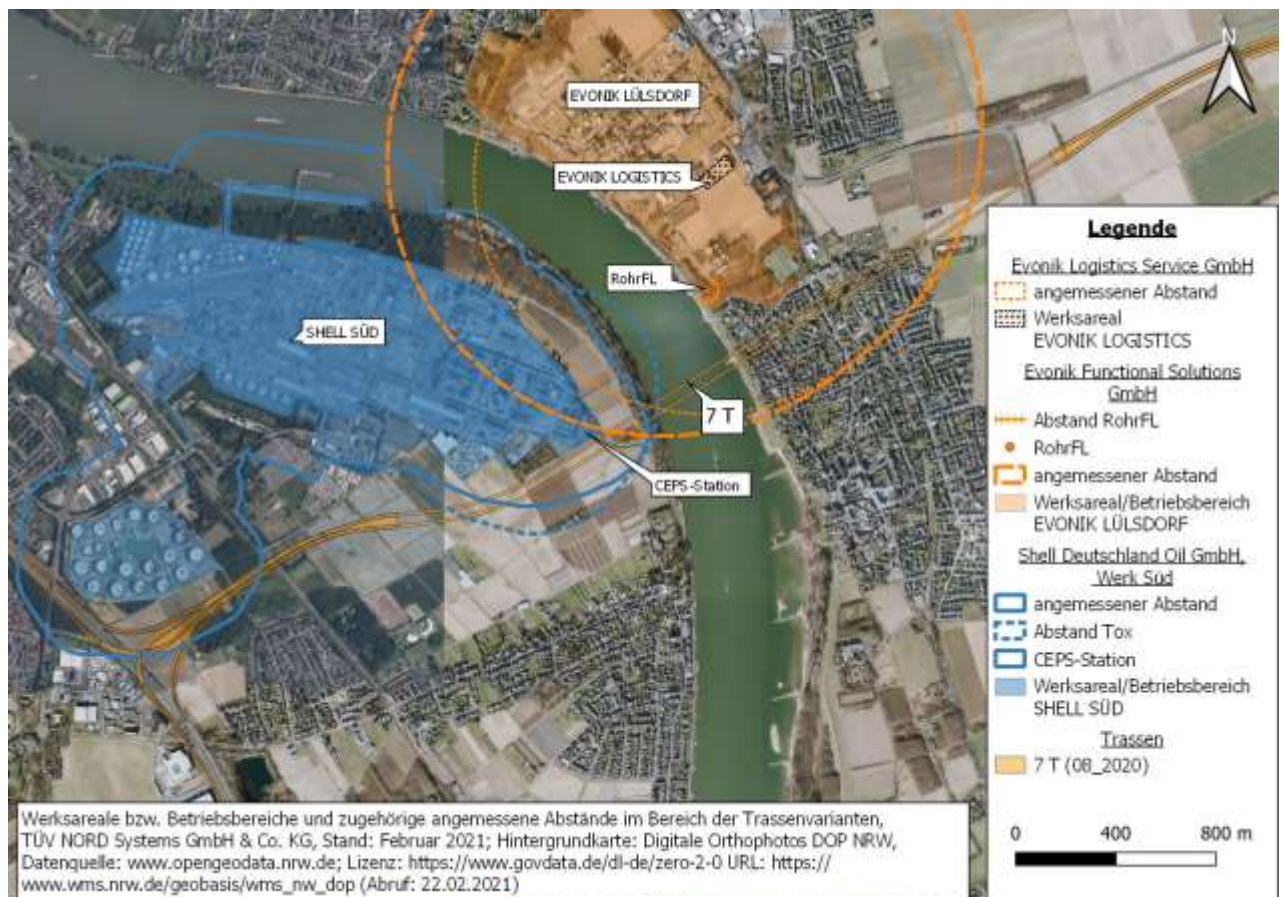 N
EVONIK LÜLSDORF
EVONIK LOGISTICS
RohrFL
SHELL SÜD
7 T
CEPS-Station
Legende
Evonik Logistics Service GmbH
angemessener Abstand
Werksareal
EVONIK LOGISTICS
Evonik Functional Solutions
GmbH
Abstand RohrFL
RohrFL
angemessener Abstand
Werksareal/Betriebsbereich
EVONIK LÜLSDORF
Shell Deutschland Oil GmbH,
Werk Süd
angemessener Abstand
Abstand Tox
CEPS-Station
Werksareal/Betriebsbereich
SHELL SÜD
Trassen
7 T (08_2020)
0 400 800 m
Werksareale bzw. Betriebsbereiche und zugehörige angemessene Abstände im Bereich der Trassenvarianten,
TÜV NORD Systems GmbH & Co. KG, Stand: Februar 2021; Hintergrundkarte: Digitale Orthophotos DOP NRW,
Datenquelle: www.opengeodata.nrw.de; Lizenz: https://www.govdata.de/dl-de/zero-2-0 URL: https://
www.wms.nrw.de/geobasis/wms_nw_dop (Abruf: 22.02.2021)